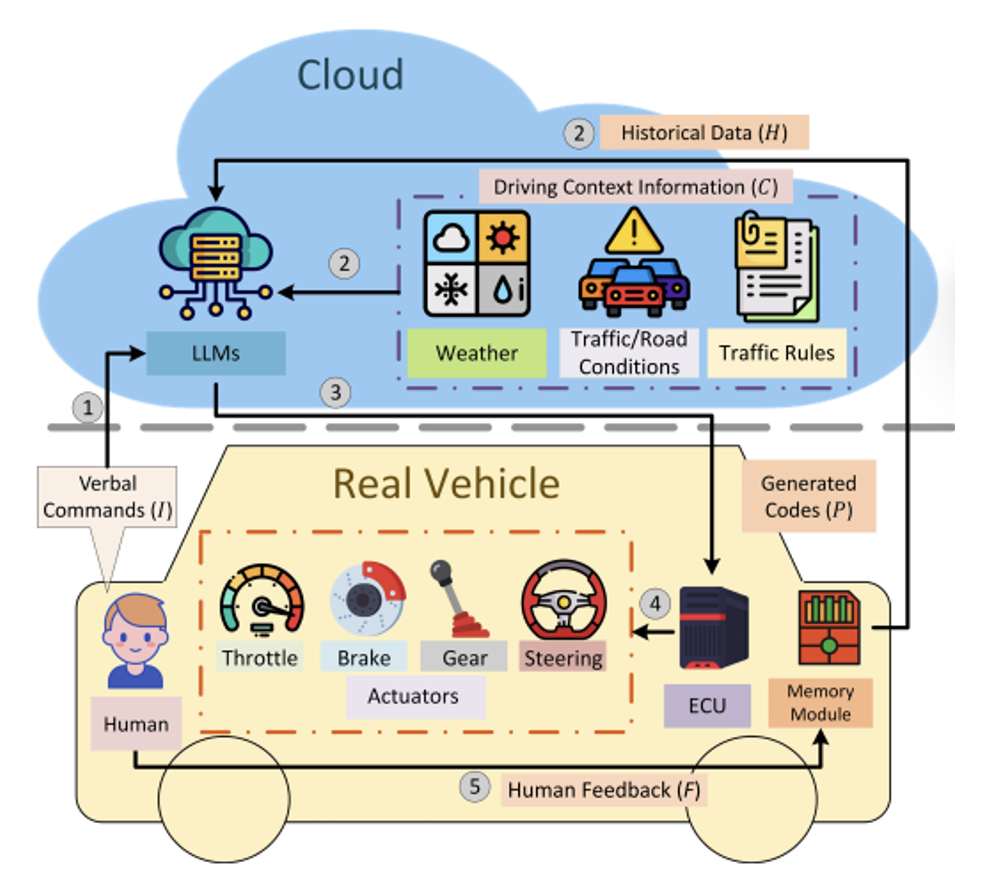 Cloud
2
Historical Data (H)
Driving Context Information (C)
2
LLMs
Weather
Traffic/Road
Conditions
Traffic Rules
3
1
Verbal
Commands (I)
Real Vehicle
Generated
Codes (P)
4
Throttle
Brake
Gear
Steering
Actuators
Human
ECU
Memory
Module
5
Human Feedback (F)